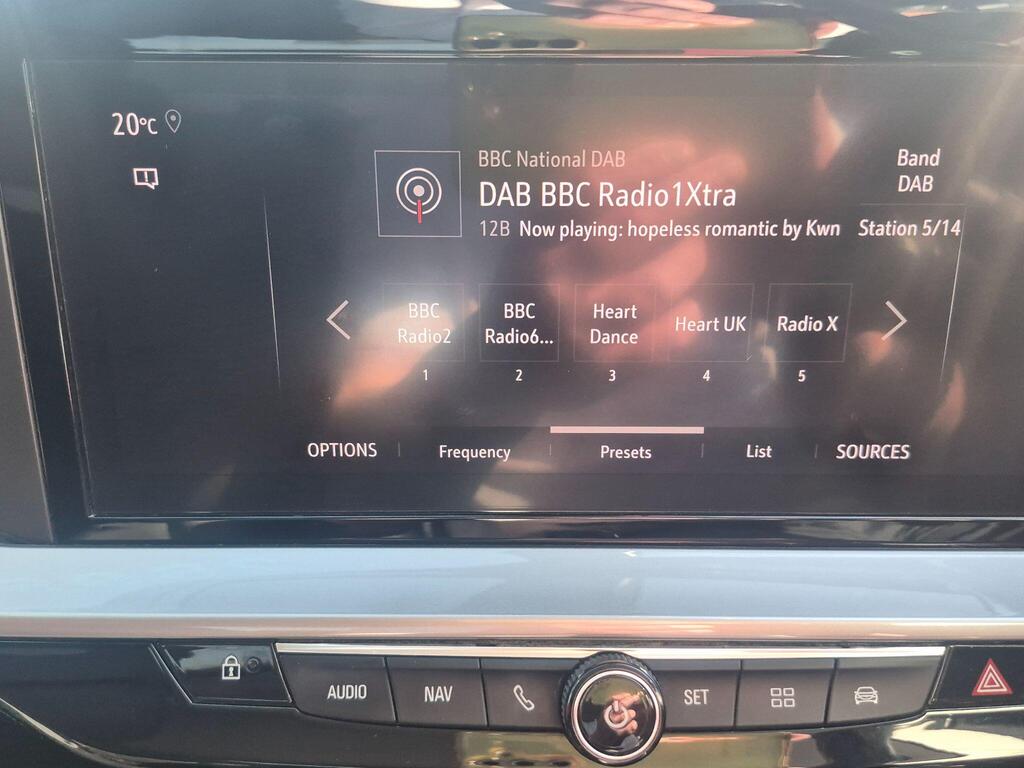 20°C
BBC National DAB
DAB BBC Radio1Xtra
12B Now playing: hopeless romantic by Kwn
Band
DAB
Station 5/14
BBC
Radio2
BBC
Radio6...
Heart
Dance
Heart UK
Radio X
1 2 3 4 5
OPTIONS Frequency Presets List SOURCES
AUDIO NAV SET